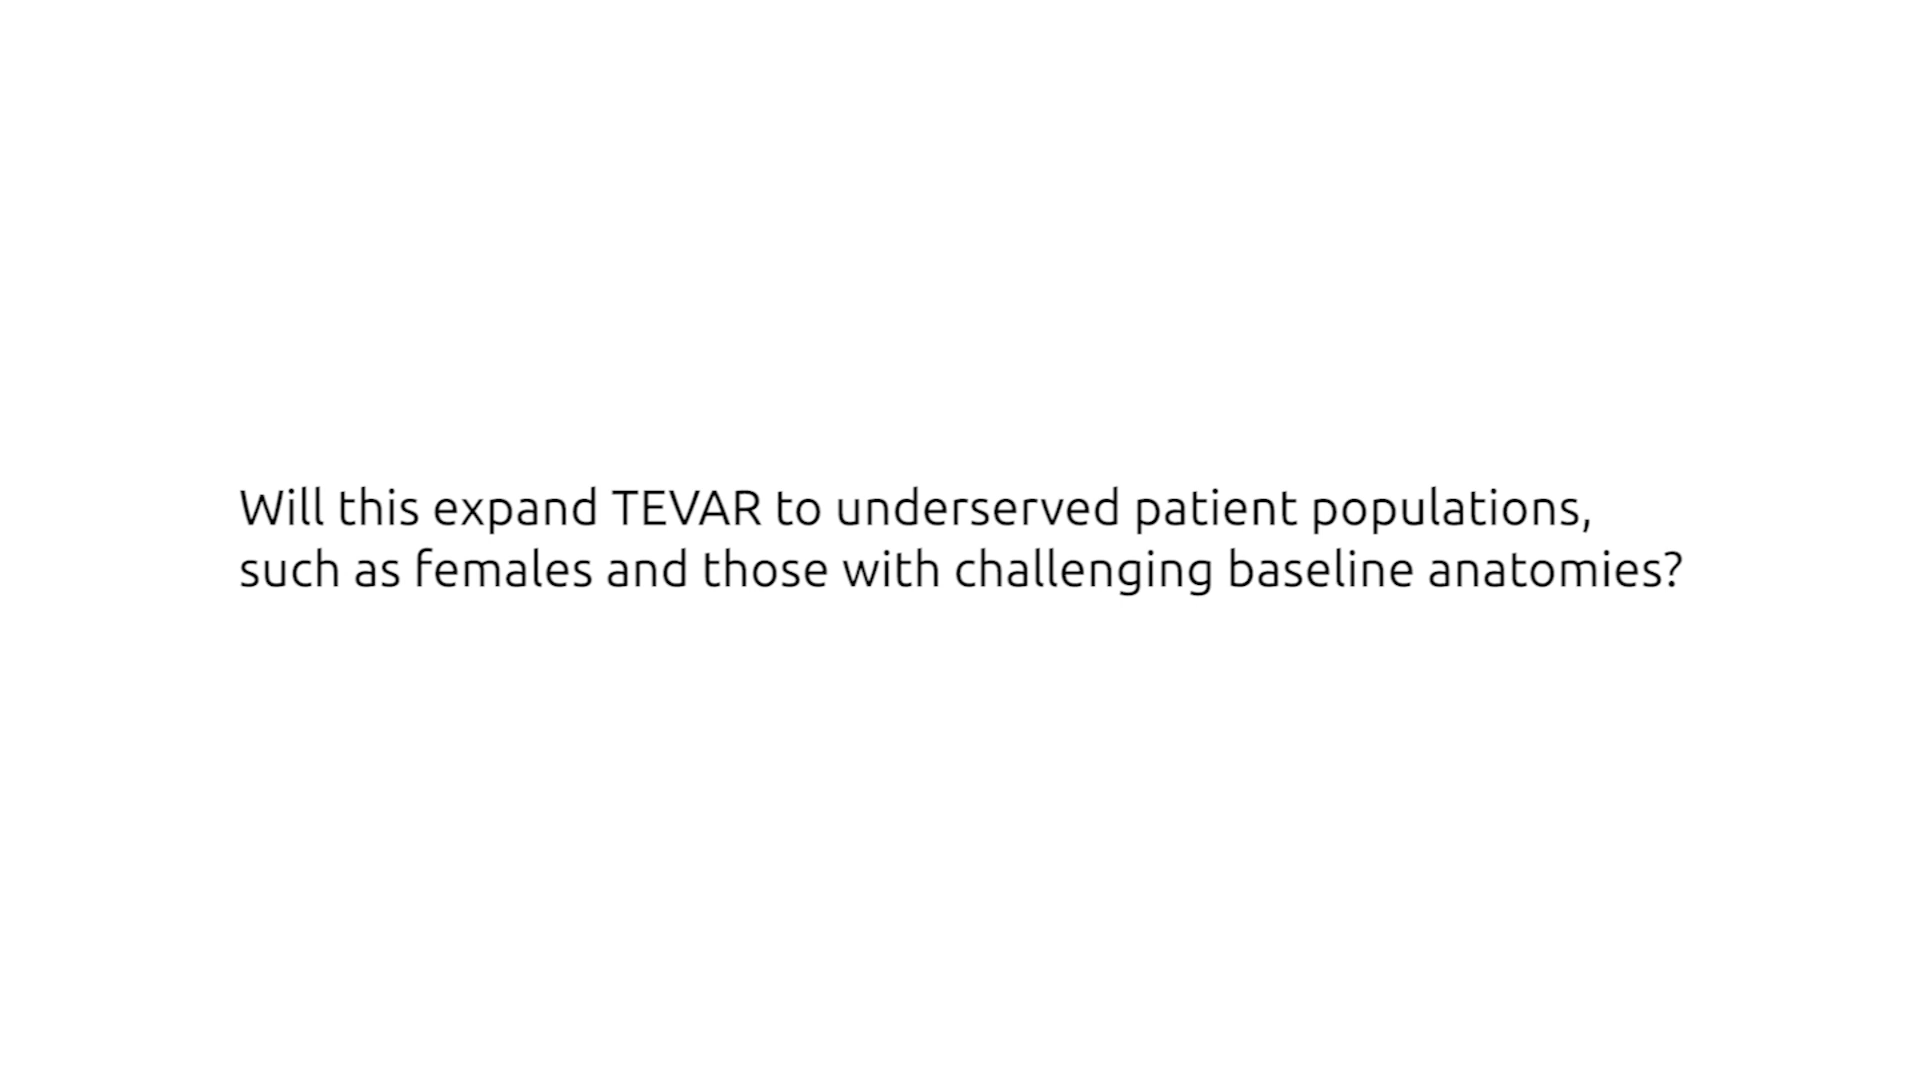 Will this expand TEVAR to underserved patient populations,
such as females and those with challenging baseline anatomies?